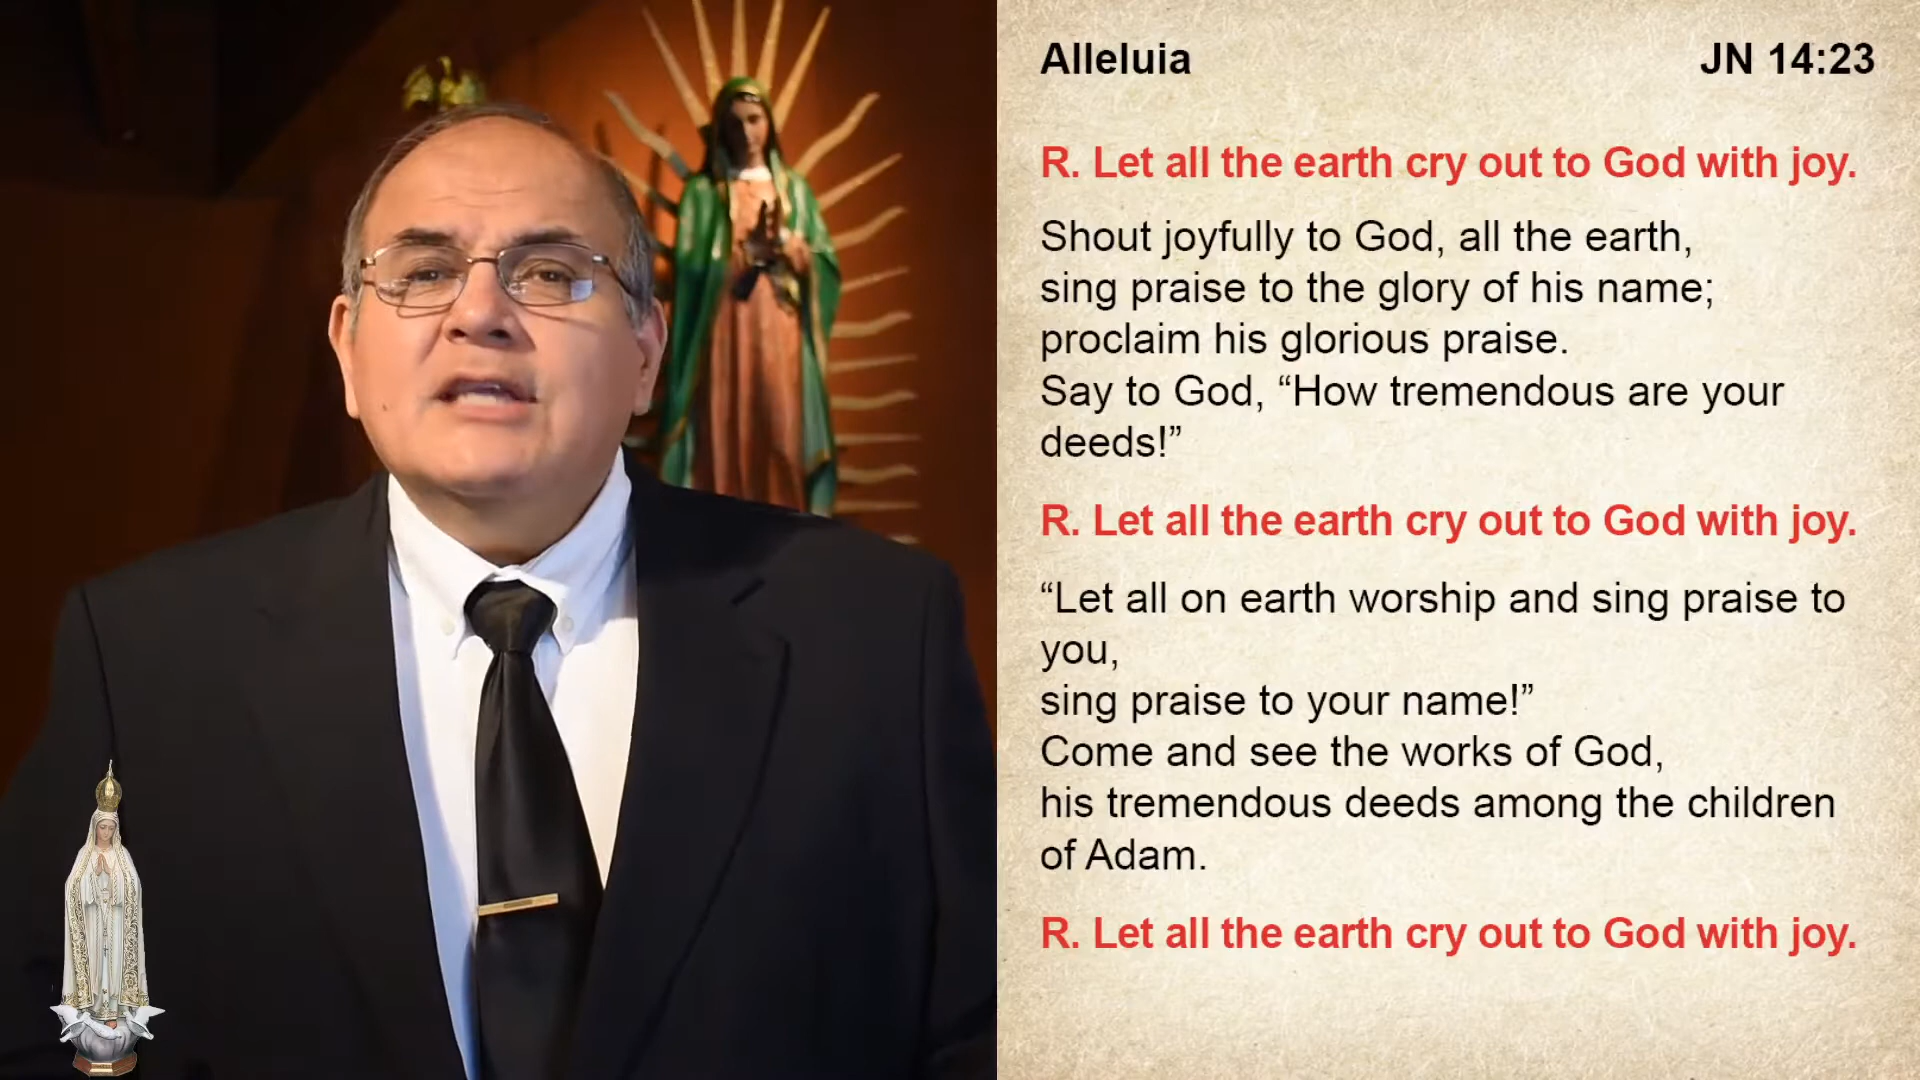 Alleluia JN 14:23
R. Let all the earth cry out to God with joy.
Shout joyfully to God, all the earth,
sing praise to the glory of his name;
proclaim his glorious praise.
Say to God, “How tremendous are your
deeds!”
R. Let all the earth cry out to God with joy.
“Let all on earth worship and sing praise to
you,
sing praise to your name!”
Come and see the works of God,
his tremendous deeds among the children
of Adam.
R. Let all the earth cry out to God with joy.